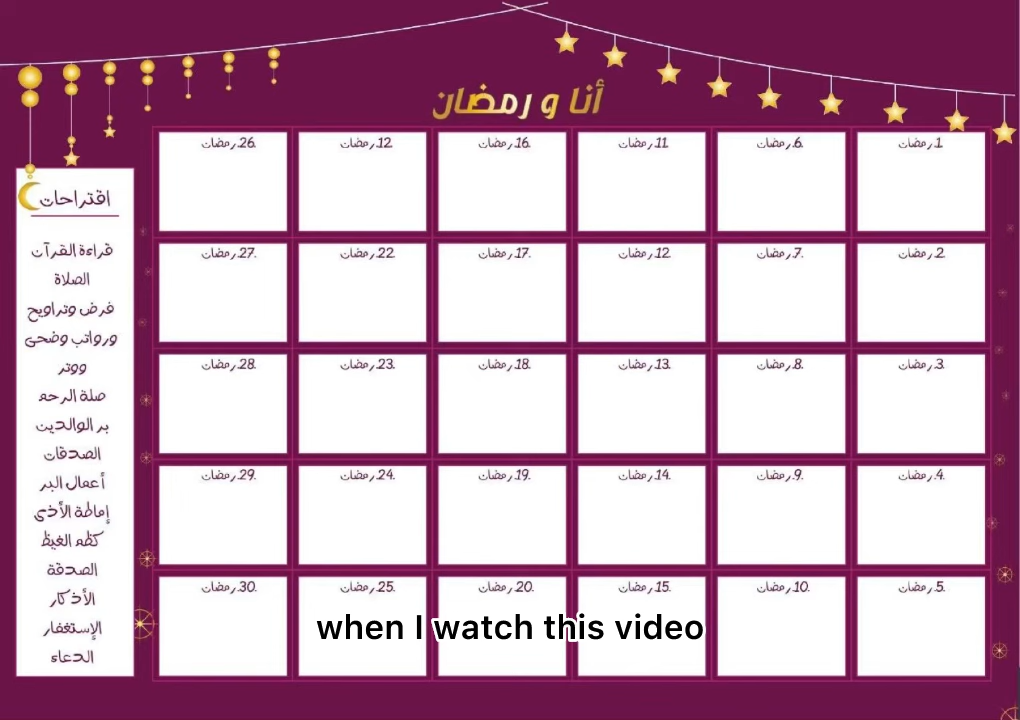 أنا و رمضان
1. رمضان
6. رمضان
11. رمضان
16. رمضان
12. رمضان
26. رمضان
2. رمضان
7. رمضان
12. رمضان
17. رمضان
22. رمضان
27. رمضان
3. رمضان
8. رمضان
13. رمضان
18. رمضان
23. رمضان
28. رمضان
4. رمضان
9. رمضان
14. رمضان
19. رمضان
24. رمضان
29. رمضان
5. رمضان
10. رمضان
15. رمضان
20. رمضان
25. رمضان
30. رمضان
اقتراحات
قراءة القرآن
الصلاة
فرض وتراويح
ورواتب وضحى
ووتر
صلة الرحم
بر الوالدين
الصدقات
أعمال البر
إماطة الأذى
كظم الغيظ
الصدقة
الأذكار
الإستغفار
الدعاء
when I watch this video